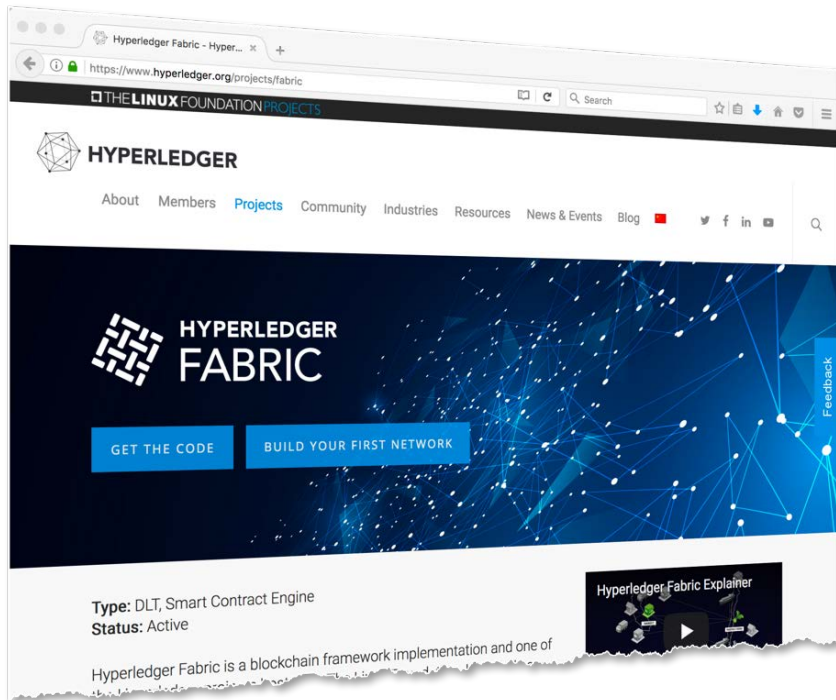 Hyperledger Fabric - Hyper...
https://www.hyperledger.org/projects/fabric
Search
THE LINUX FOUNDATION PROJECTS
HYPERLEDGER
About Members Projects Community Industries Resources News & Events Blog
HYPERLEDGER
FABRIC
GET THE CODE BUILD YOUR FIRST NETWORK
Feedback
Type: DLT, Smart Contract Engine
Status: Active
Hyperledger Fabric Explainer
Hyperledger Fabric is a blockchain framework implementation and one of